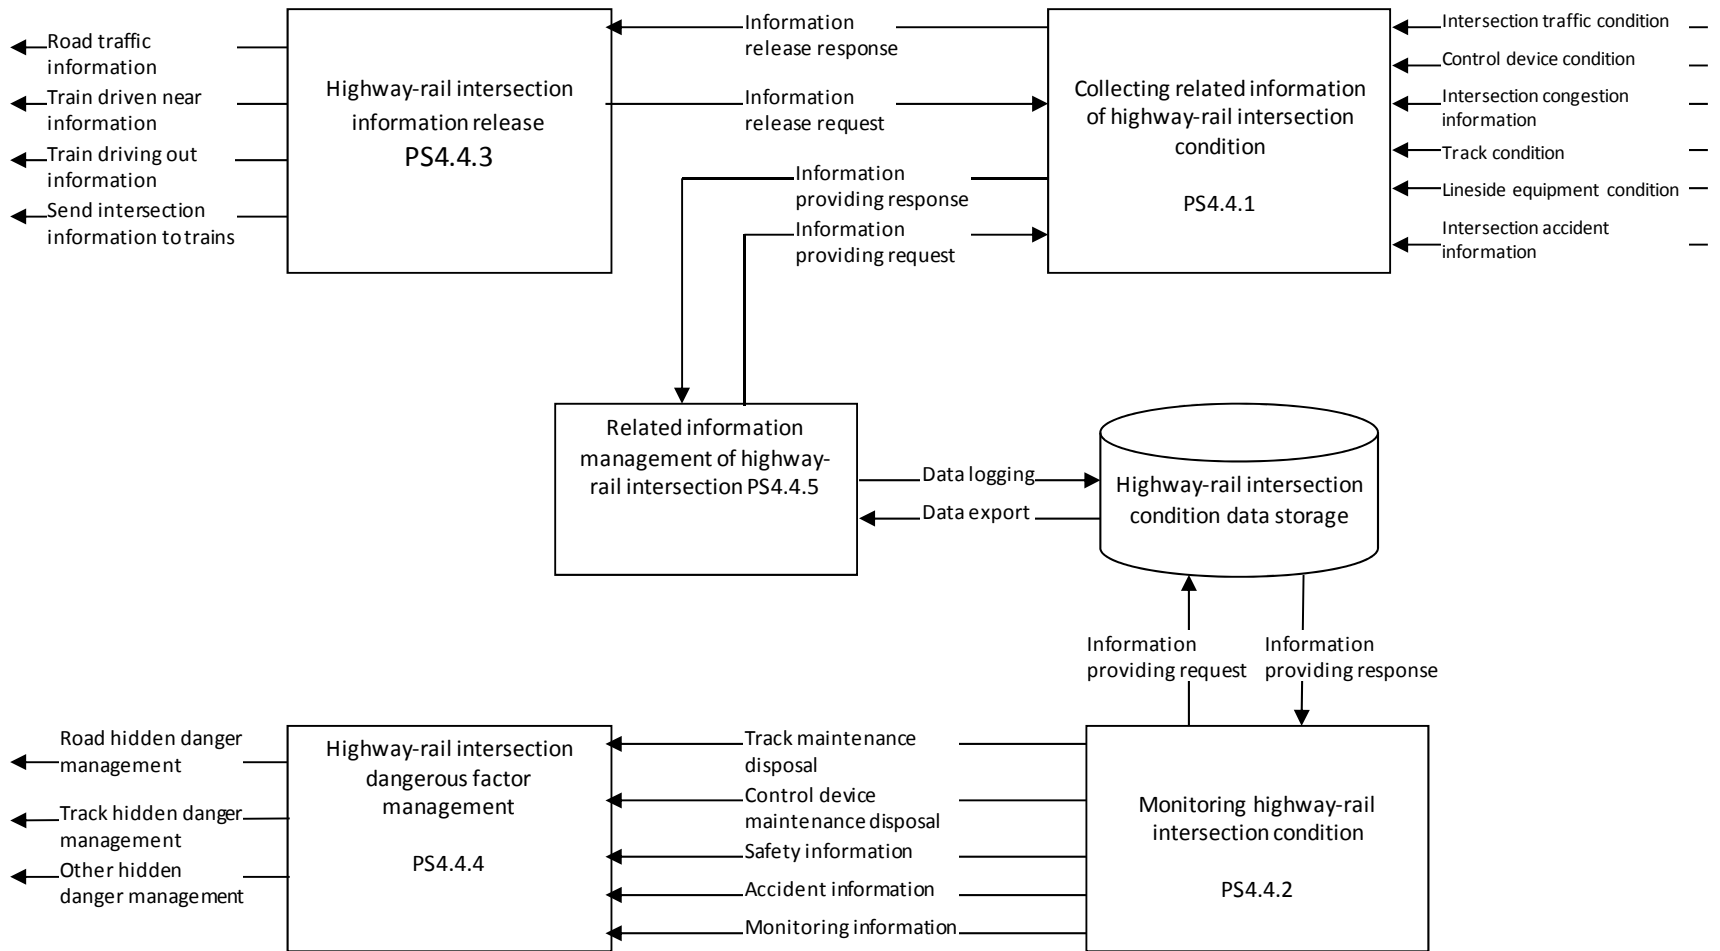 Road traffic
information
Train driven near
information
Train driving out
information
Send intersection
information to trains
Highway-rail intersection
information release
PS4.4.3
Information
release response
Information
release request
Information
providing response
Information
providing request
Collecting related information
of highway-rail intersection
condition
PS4.4.1
Intersection traffic condition
Control device condition
Intersection congestion
information
Track condition
Lineside equipment condition
Intersection accident
information
Related information
management of highway-
rail intersection PS4.4.5
Data logging
Data export
Highway-rail intersection
condition data storage
Information
providing request
Information
providing response
Road hidden danger
management
Track hidden danger
management
Other hidden
danger management
Highway-rail intersection
dangerous factor
management
PS4.4.4
Track maintenance
disposal
Control device
maintenance disposal
Safety information
Accident information
Monitoring information
Monitoring highway-rail
intersection condition
PS4.4.2